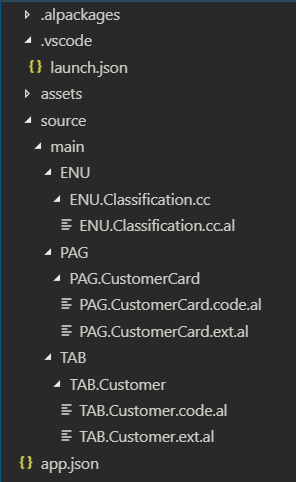 .alpackages
.vscode
{} launch.json
assets
source
main
ENU
ENU.Classification.cc
ENU.Classification.cc.al
PAG
PAG.CustomerCard
PAG.CustomerCard.code.al
PAG.CustomerCard.ext.al
TAB
TAB.Customer
TAB.Customer.code.al
TAB.Customer.ext.al
{} app.json